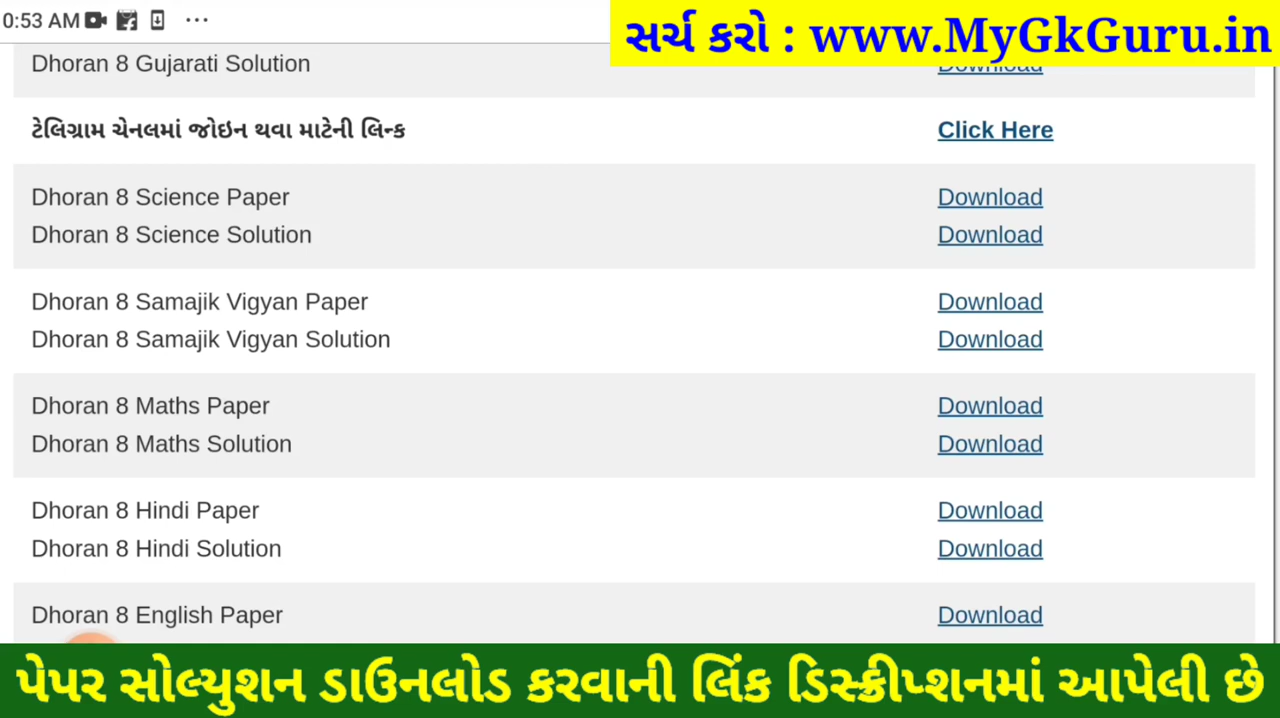 0:53 AM
સર્ચ કરો : www.MyGkGuru.in
Dhoran 8 Gujarati Solution Download
ટેલિગ્રામ ચેનલમાં જોઇન થવા માટેની લિન્ક Click Here
Dhoran 8 Science Paper Download
Dhoran 8 Science Solution Download
Dhoran 8 Samajik Vigyan Paper Download
Dhoran 8 Samajik Vigyan Solution Download
Dhoran 8 Maths Paper Download
Dhoran 8 Maths Solution Download
Dhoran 8 Hindi Paper Download
Dhoran 8 Hindi Solution Download
Dhoran 8 English Paper Download
પેપર સોલ્યુશન ડાઉનલોડ કરવાની લિંક ડિસ્ક્રીપ્શનમાં આપેલી છે